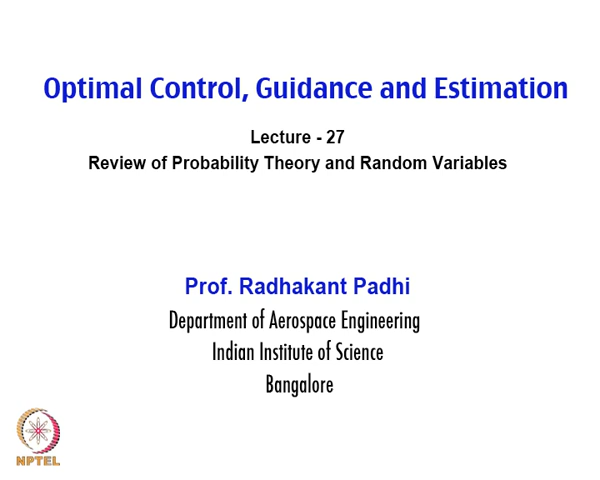 Optimal Control, Guidance and Estimation
Lecture - 27
Review of Probability Theory and Random Variables
Prof. Radhakant Padhi
Department of Aerospace Engineering
Indian Institute of Science
Bangalore
NPTEL